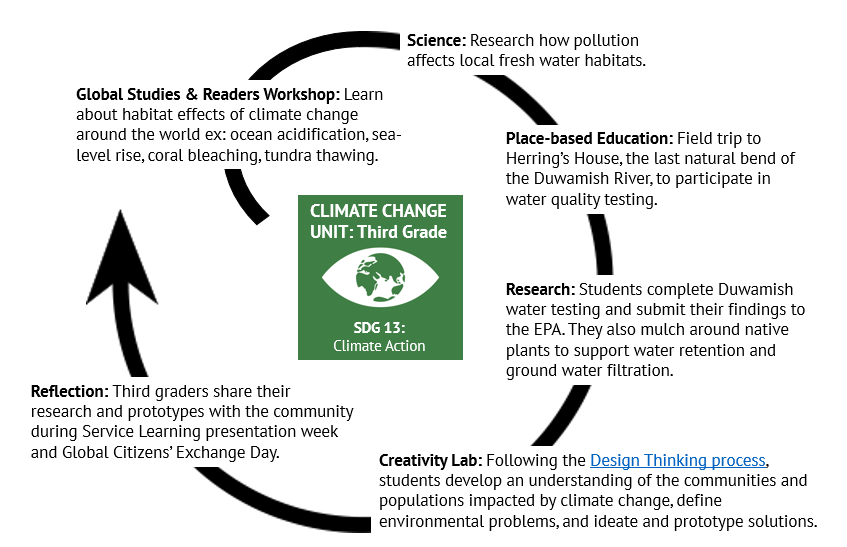 Science: Research how pollution
affects local fresh water habitats.
Global Studies & Readers Workshop: Learn
about habitat effects of climate change
around the world ex: ocean acidification, sea-
level rise, coral bleaching, tundra thawing.
Place-based Education: Field trip to
Herring's House, the last natural bend of
the Duwamish River, to participate in
water quality testing.
CLIMATE CHANGE
UNIT: Third Grade
SDG 13:
Climate Action
Research: Students complete Duwamish
water testing and submit their findings to
the EPA. They also mulch around native
plants to support water retention and
ground water filtration.
Reflection: Third graders share their
research and prototypes with the community
during Service Learning presentation week
and Global Citizens' Exchange Day.
Creativity Lab: Following the Design Thinking process,
students develop an understanding of the communities and
populations impacted by climate change, define
environmental problems, and ideate and prototype solutions.